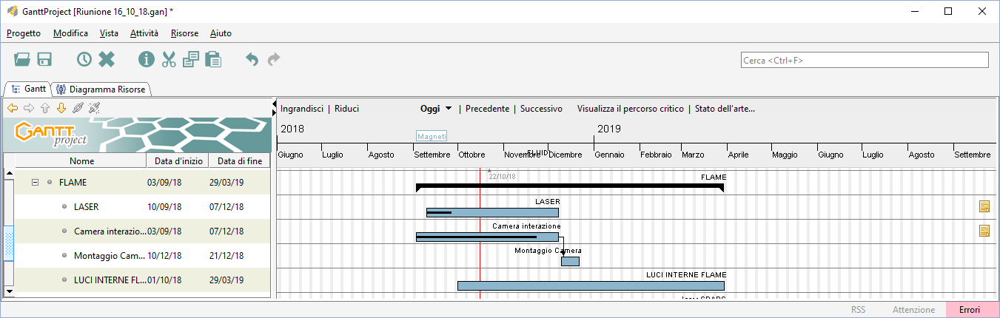 GanttProject [Riunione 16_10_18.gan] *
Progetto Modifica Vista Attività Risorse Aiuto
Cerca <Ctrl+F>
Gantt Diagramma Risorse
Ingrandisci | Riduci Oggi | Precedente | Successivo Visualizza il percorso critico | Stato dell'arte...
GANTT project
2018 2019
Magneti
Giugno Luglio Agosto Settembre Ottobre Novembre Dicembre Gennaio Febbraio Marzo Aprile Maggio Giugno Luglio Agosto Settembre
FLUID
Nome Data d'inizio Data di fine
22/10/18
FLAME 03/09/18 29/03/19 FLAME
LASER 10/09/18 07/12/18 LASER
Camera interazio... 03/09/18 07/12/18 Camera interazione
Montaggio Cam... 10/12/18 21/12/18 Montaggio Camera
LUCI INTERNE FL... 01/10/18 29/03/19 LUCI INTERNE FLAME
RSS Attenzione Errori